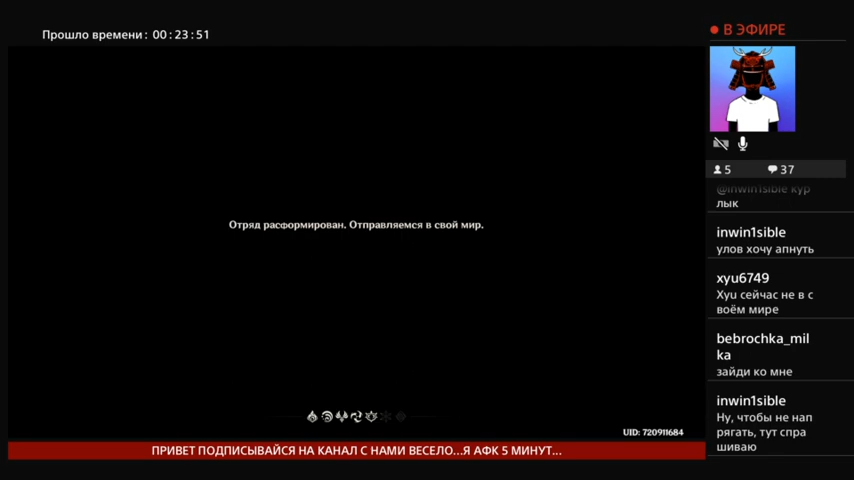 Прошло времени: 00:23:51
Отряд расформирован. Отправляемся в свой мир.
UID: 720911684
ПРИВЕТ ПОДПИСЫВАЙСЯ НА КАНАЛ С НАМИ ВЕСЕЛО...Я АФК 5 МИНУТ...
В ЭФИРЕ
5 37
@inwin1sible кур
лык
inwin1sible
улов хочу апнуть
xyu6749
Xyu сейчас не в с
воём мире
bebrochka_mil
ka
зайди ко мне
inwin1sible
Ну, чтобы не нап
рягать, тут спра
шиваю